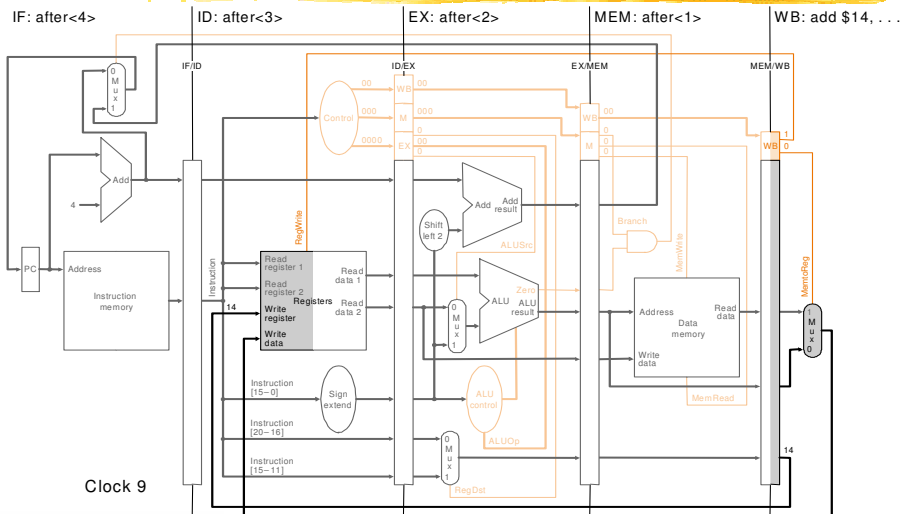 IF: after<4>
ID: after<3>
EX: after<2>
MEM: after<1>
WB: add $14, . . .
IF/ID
ID/EX
EX/MEM
MEM/WB
0
M
u
x
1
Control
00
000
0000
WB
M
EX
00
000
0
00
0
WB
M
00
0
0
0
WB
1
0
Add
4
RegWrite
Shift
left 2
Add
Add
result
ALUSrc
Branch
MemWrite
MemtoReg
PC
Address
Instruction
memory
Instruction
Read
register 1
Read
register 2
Registers
Write
register
Write
data
Read
data 1
Read
data 2
14
0
M
u
x
1
Zero
ALU
ALU
result
Address
Data
memory
Read
data
Write
data
1
M
u
x
0
MemRead
Instruction
[15–0]
Sign
extend
ALU
control
ALUOp
Instruction
[20–16]
Instruction
[15–11]
0
M
u
x
1
RegDst
14
Clock 9